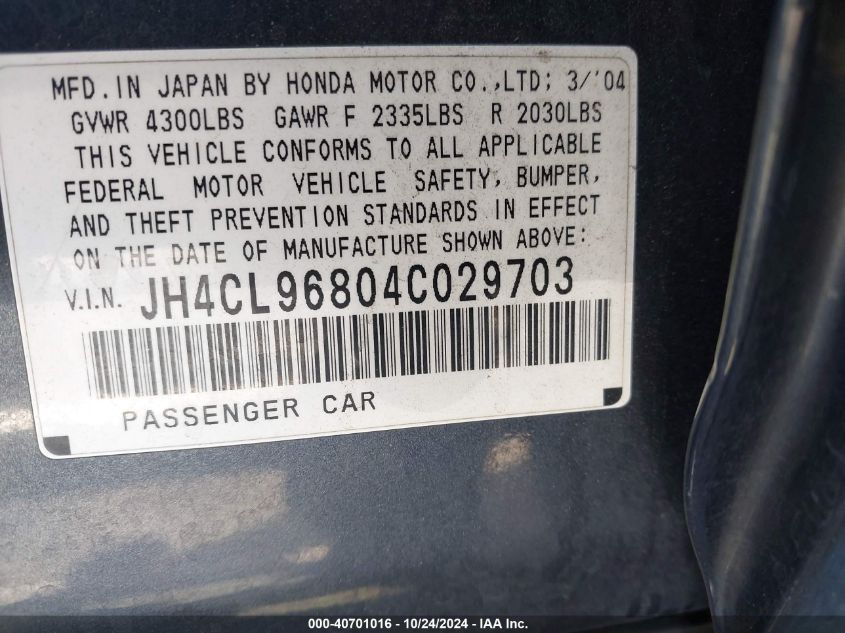 MFD.IN JAPAN BY HONDA MOTOR CO.,LTD; 3/'04
GVWR 4300LBS GAWR F 2335LBS R 2030LBS
THIS VEHICLE CONFORMS TO ALL APPLICABLE
FEDERAL MOTOR VEHICLE SAFETY, BUMPER,
AND THEFT PREVENTION STANDARDS IN EFFECT
ON THE DATE OF MANUFACTURE SHOWN ABOVE:
V.I.N. JH4CL96804C029703
PASSENGER CAR
000-40701016 - 10/24/2024 - IAA Inc.